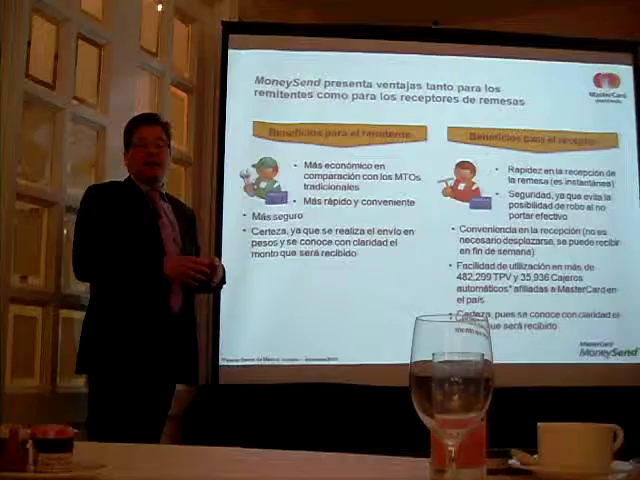 MoneySend presenta ventajas tanto para los
remitentes como para los receptores de remesas
MasterCard
Worldwide
Beneficios para el remitente
Beneficios para el receptor
• Más económico en
comparación con los MTOs
tradicionales
• Más rápido y conveniente
• Más seguro
• Certeza, ya que se realiza el envío en
pesos y se conoce con claridad el
monto que será recibido
• Rapidez en la recepción de
la remesa (es instantánea)
• Seguridad, ya que evita la
posibilidad de robo al no
portar efectivo
• Conveniencia en la recepción (no es
necesario desplazarse, se puede recibir
en fin de semana)
• Facilidad de utilización en más de
482,299 TPV y 35,936 Cajeros
automáticos* afiliadas a MasterCard en
el país
• Certeza, pues se conoce con claridad el
monto que será recibido
MasterCard
MoneySend